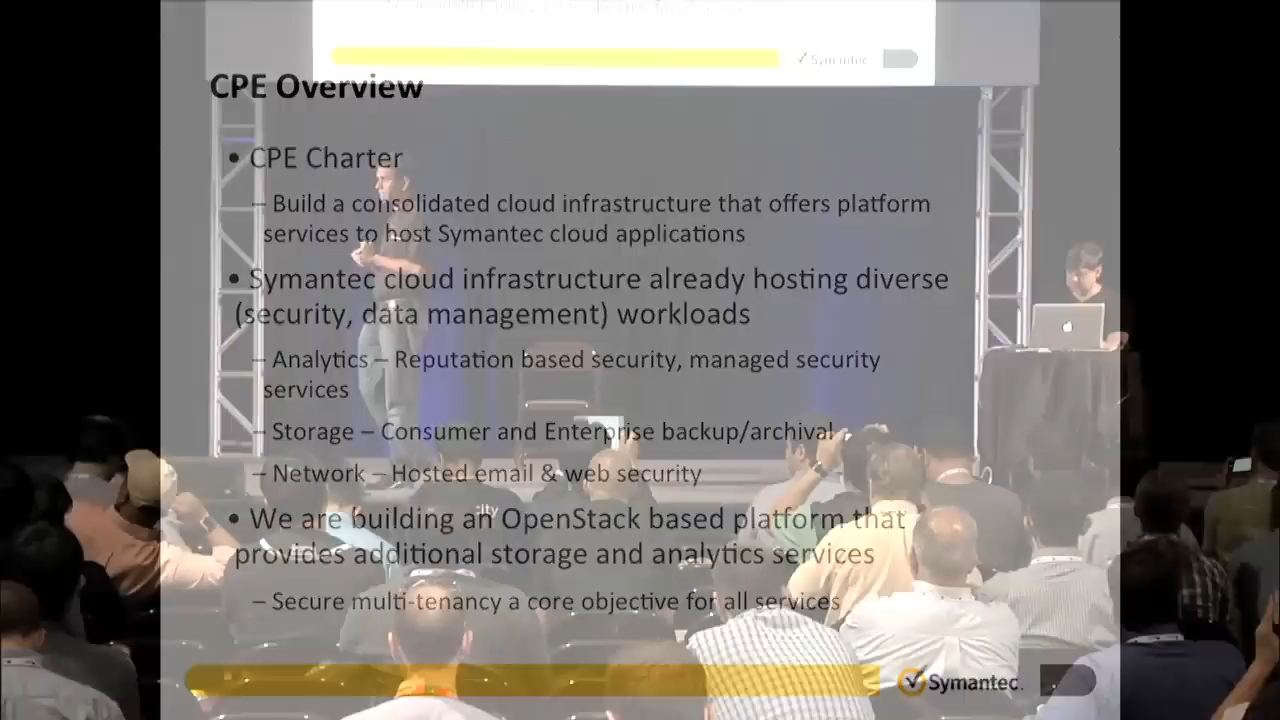 Symantec
CPE Overview
• CPE Charter
– Build a consolidated cloud infrastructure that offers platform
services to host Symantec cloud applications
• Symantec cloud infrastructure already hosting diverse
(security, data management) workloads
– Analytics – Reputation based security, managed security
services
– Storage – Consumer and Enterprise backup/archival
– Network – Hosted email & web security
• We are building an OpenStack based platform that
provides additional storage and analytics services
– Secure multi-tenancy a core objective for all services
Symantec.